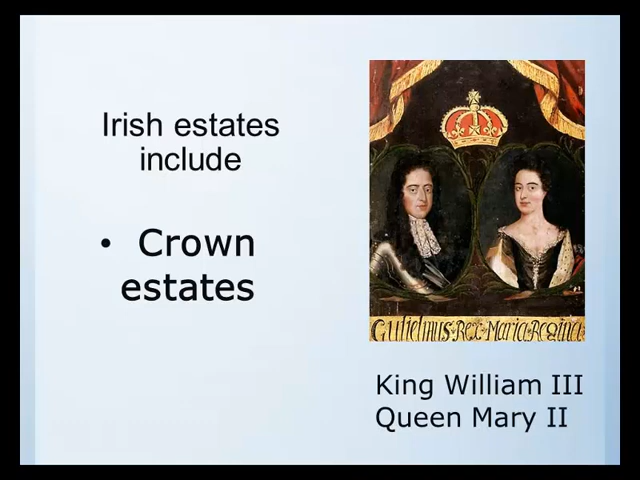 Irish estates
include
• Crown
estates
Gulielmus Rex Maria Regina
King William III
Queen Mary II